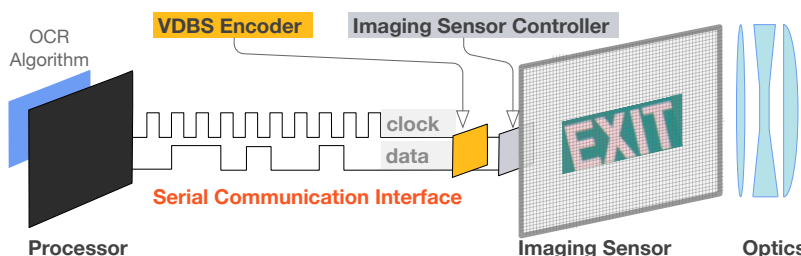 VDBS Encoder
Imaging Sensor Controller
OCR
Algorithm
clock
data
EXIT
Serial Communication Interface
Processor
Imaging Sensor
Optics